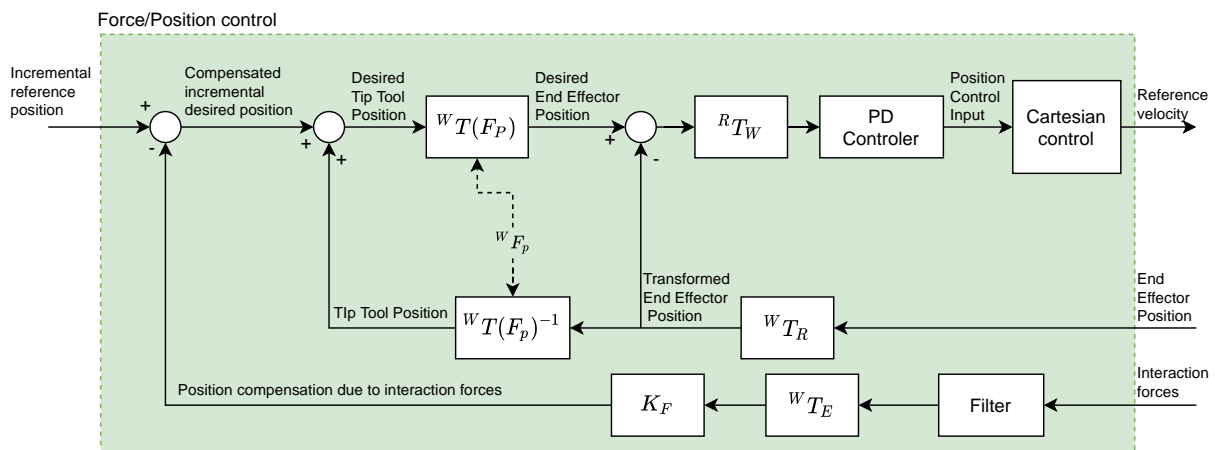 Force/Position control
Incremental
reference
position
+
-
Compensated
incremental
desired position
+
+
Desired
Tip Tool
Position
^W T(F_P)
Desired
End Effector
Position
+
-
^R T_W
PD
Controler
Position
Control
Input
Cartesian
control
Reference
velocity
^W F_p
TIp Tool Position
^W T(F_p)^{-1}
Transformed
End Effector
Position
^W T_R
End
Effector
Position
Position compensation due to interaction forces
K_F
^W T_E
Filter
Interaction
forces